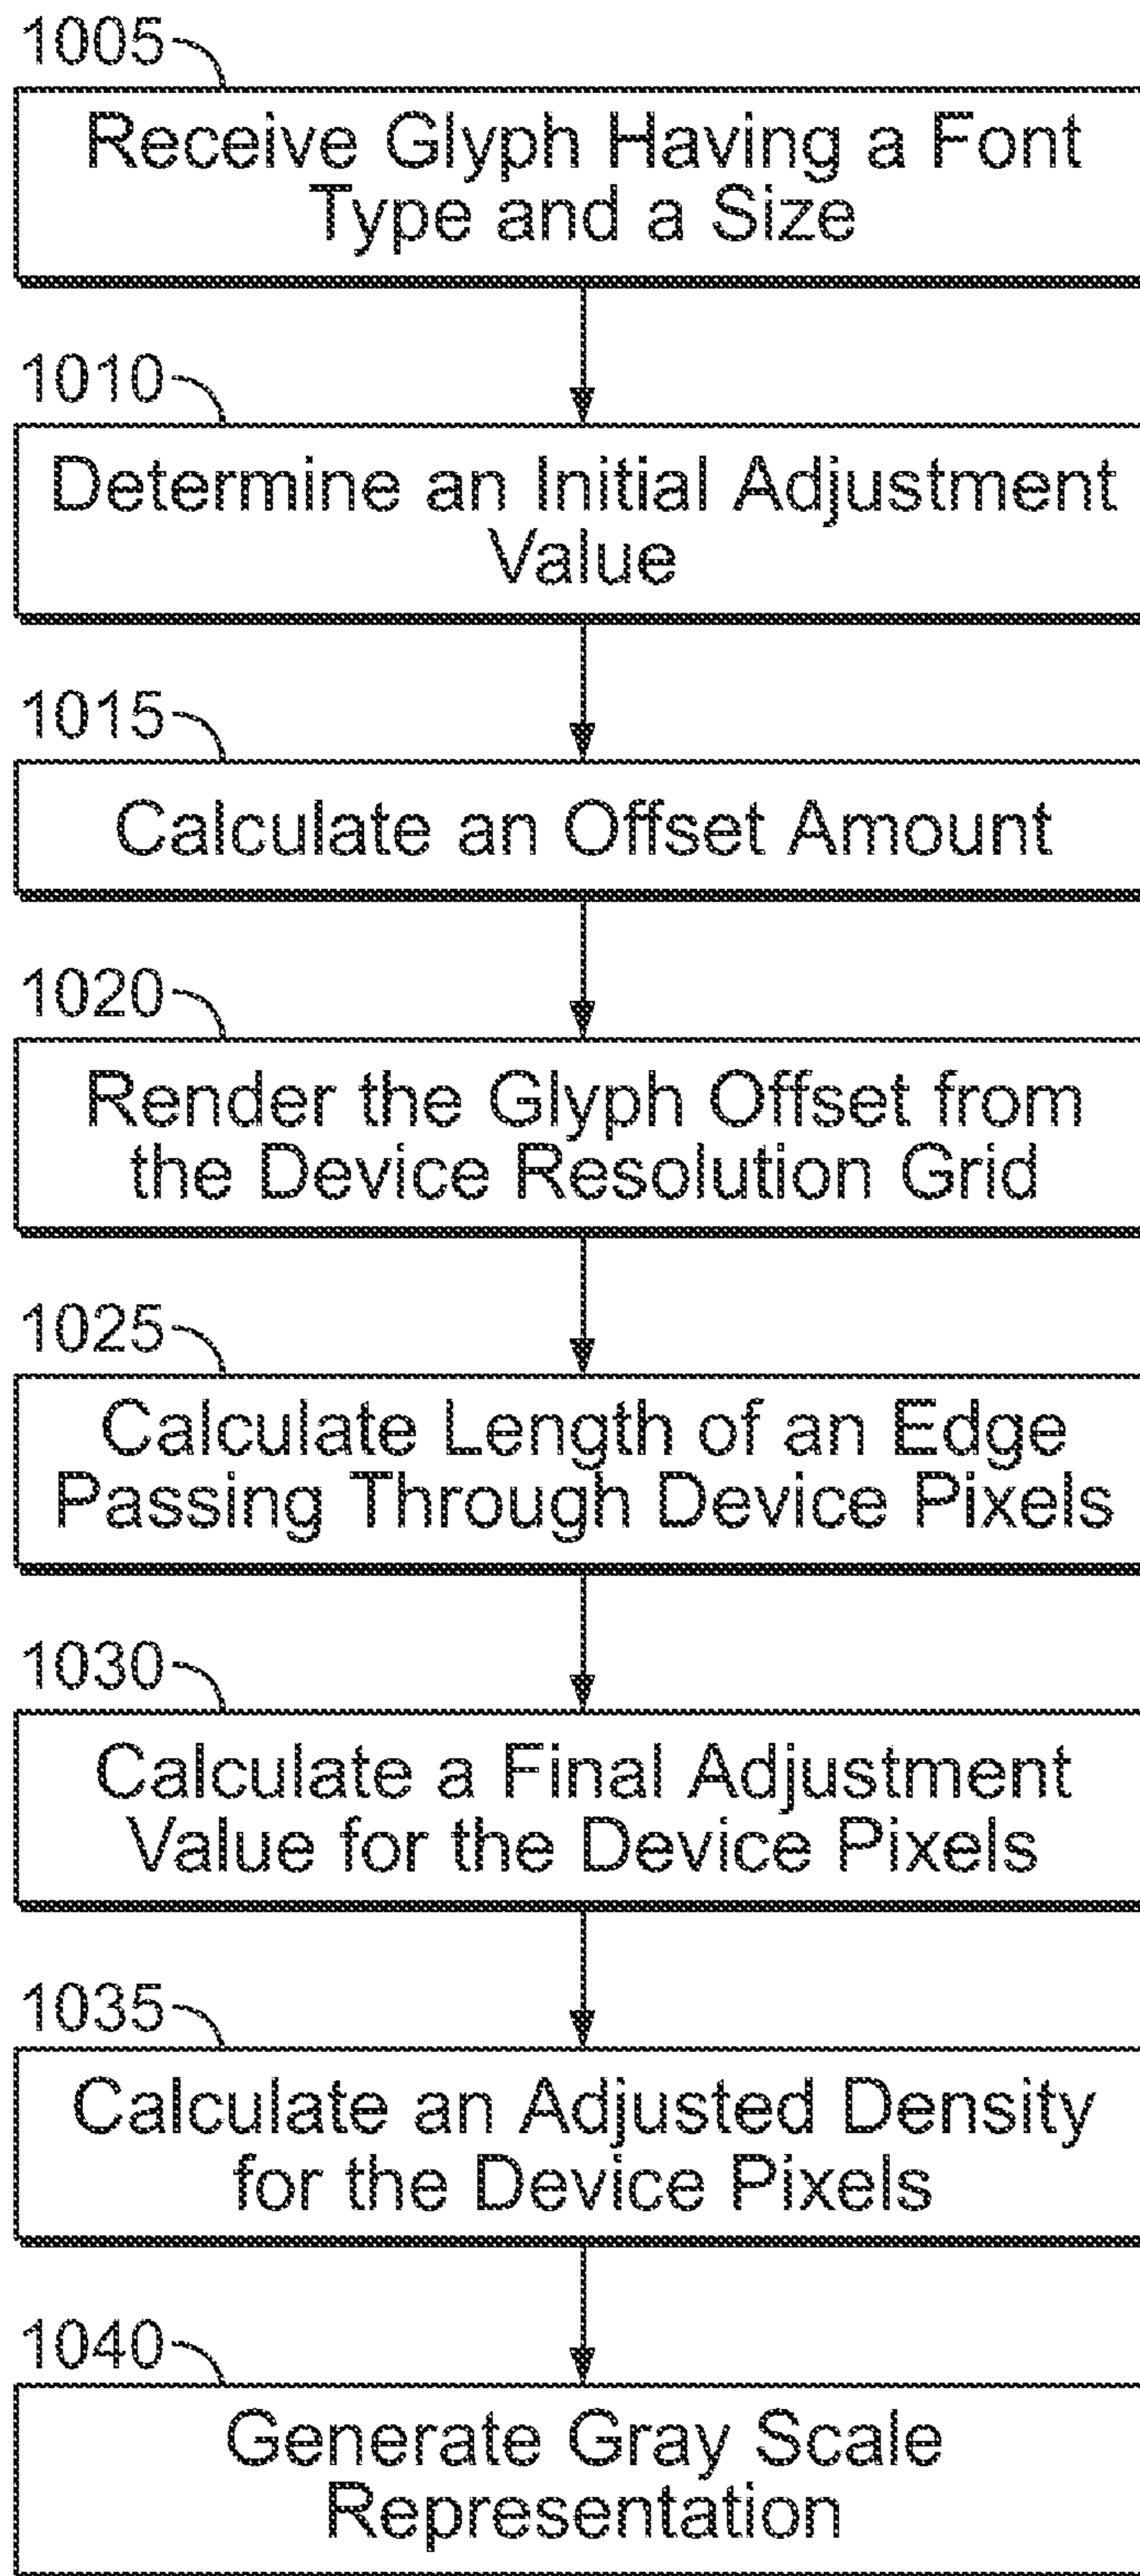 1005
Receive Glyph Having a Font
Type and a Size
1010
Determine an Initial Adjustment
Value
1015
Calculate an Offset Amount
1020
Render the Glyph Offset from
the Device Resolution Grid
1025
Calculate Length of an Edge
Passing Through Device Pixels
1030
Calculate a Final Adjustment
Value for the Device Pixels
1035
Calculate an Adjusted Density
for the Device Pixels
1040
Generate Gray Scale
Representation